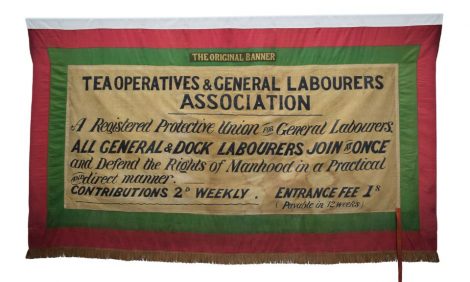 THE ORIGINAL BANNER
TEA OPERATIVES & GENERAL LABOURERS
ASSOCIATION
A Registered Protective Union FOR General Labourers.
ALL GENERAL & DOCK LABOURERS JOIN AT ONCE
and Defend the Rights of Manhood in a Practical
AND direct manner.
CONTRIBUTIONS 2D WEEKLY. ENTRANCE FEE 1S
(Payable in 12 weeks)